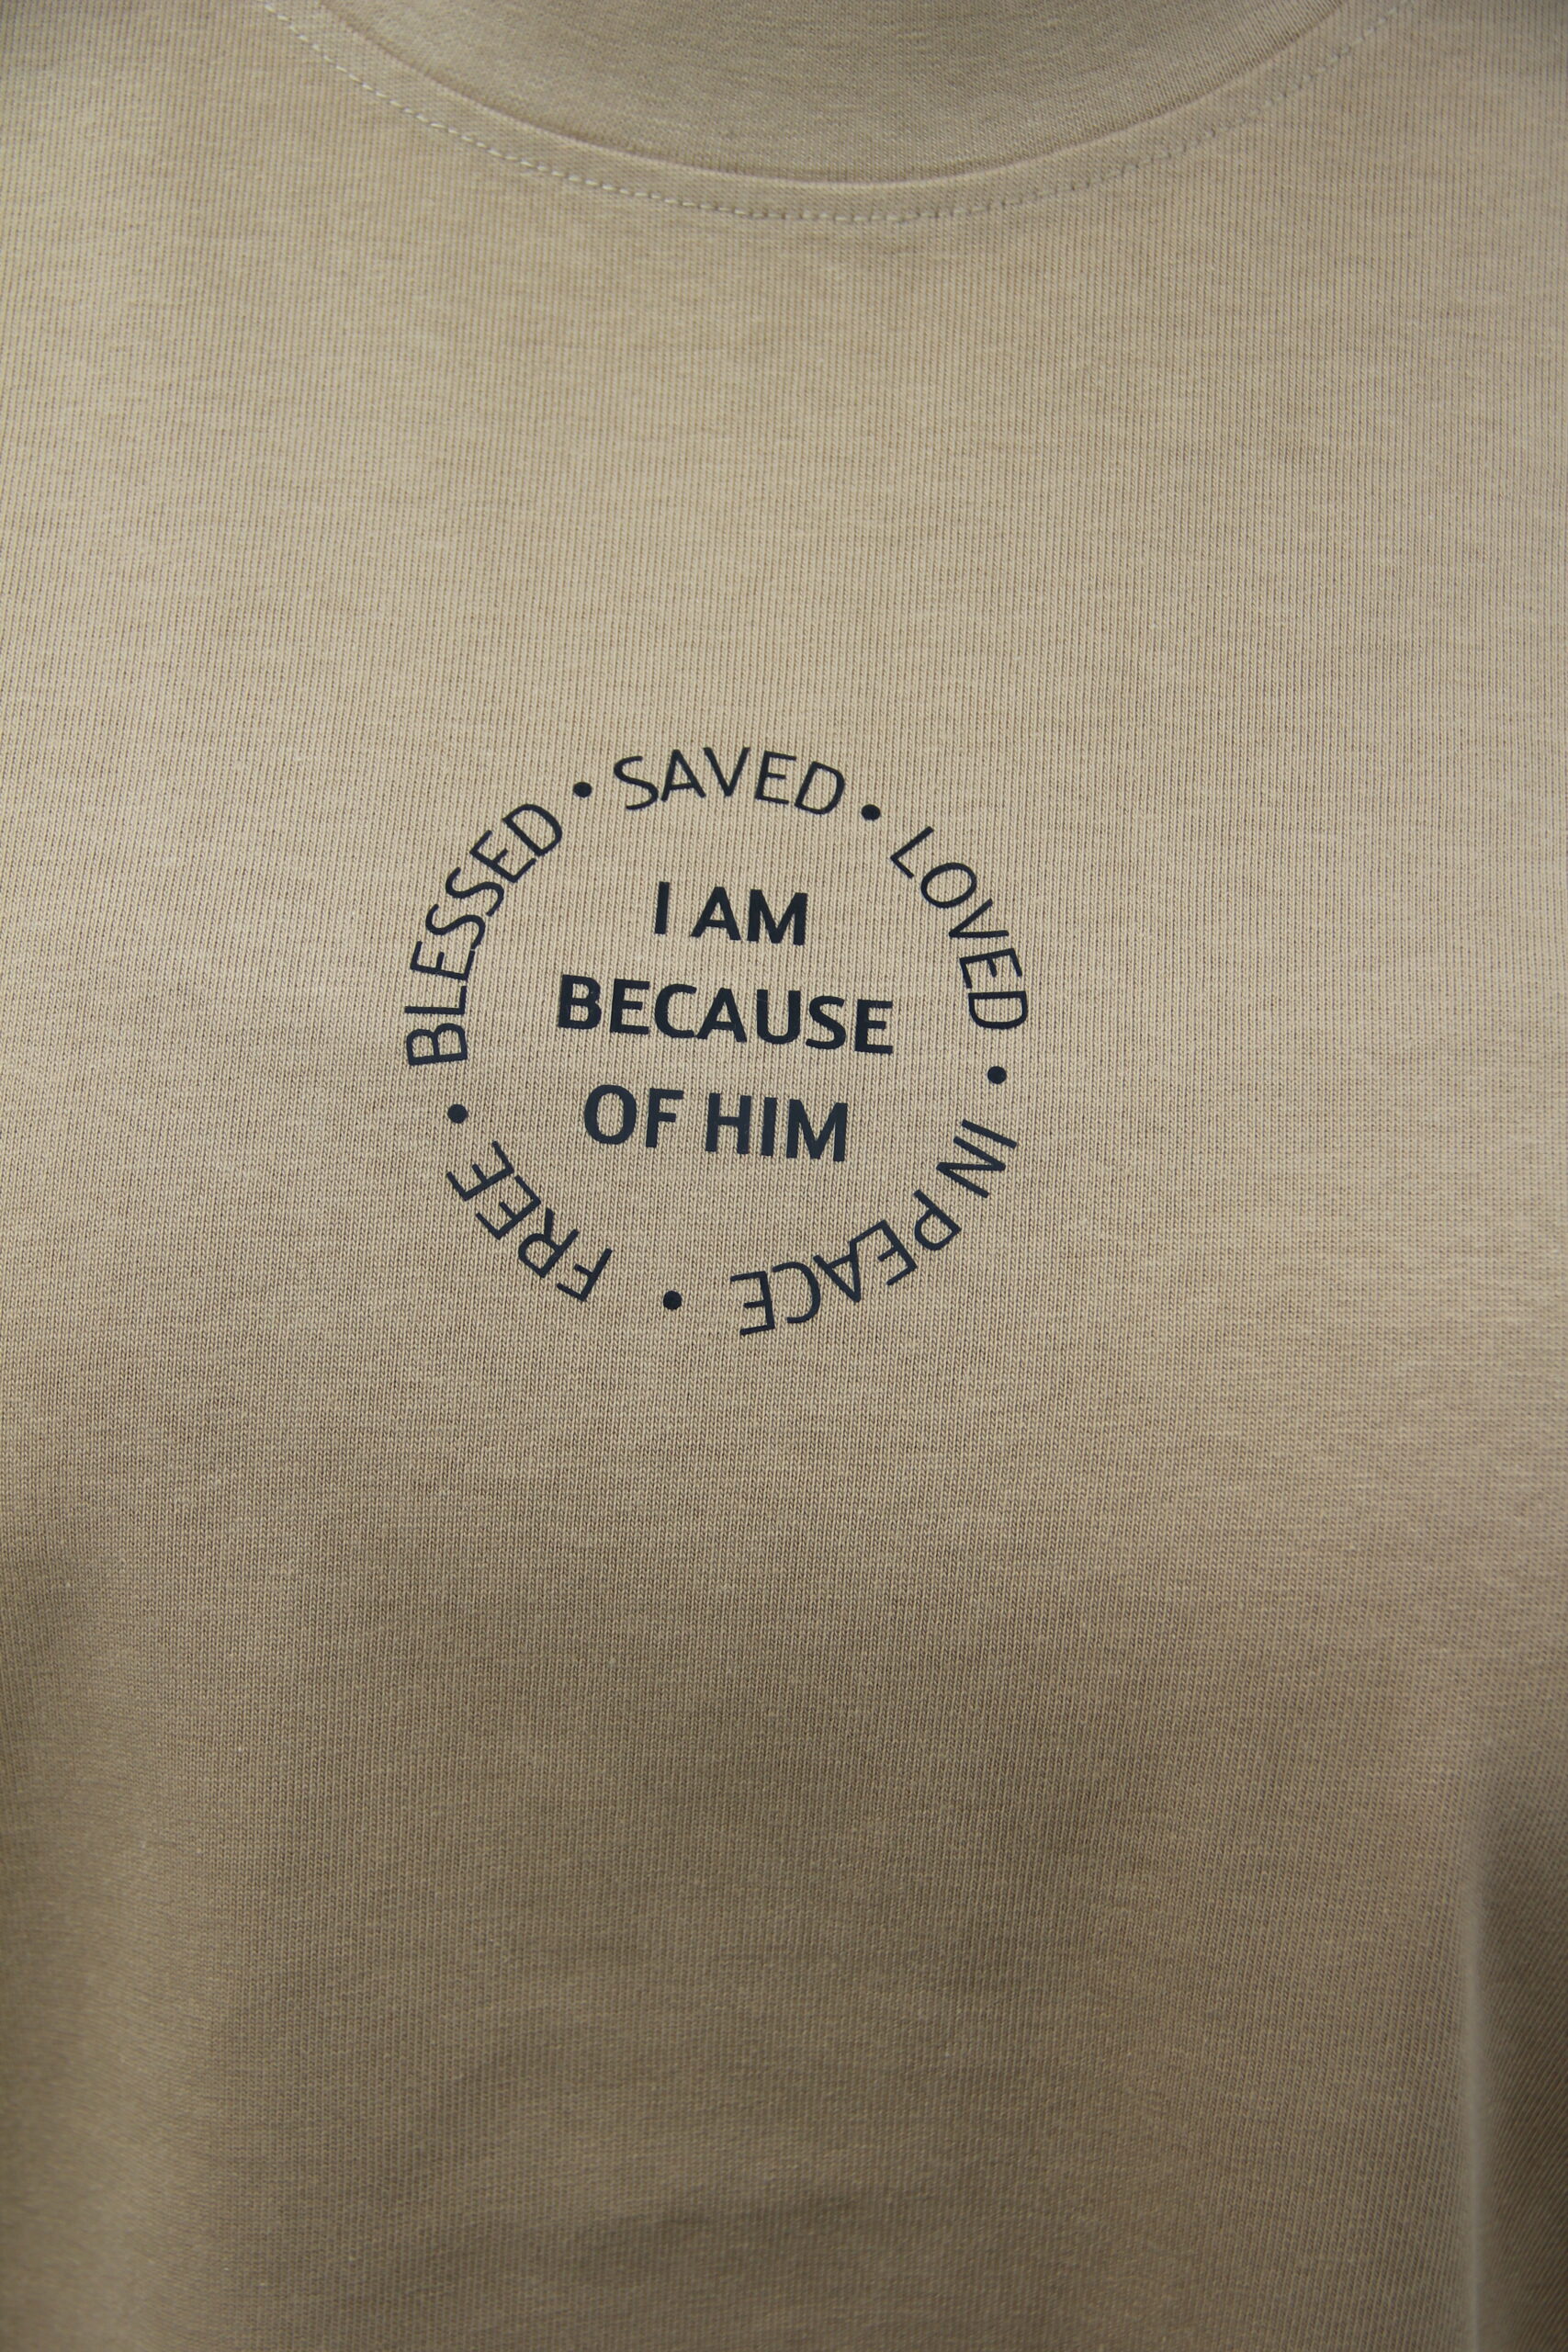 BLESSED • SAVED • LOVED • IN PEACE • FREE •
I AM
BECAUSE
OF HIM